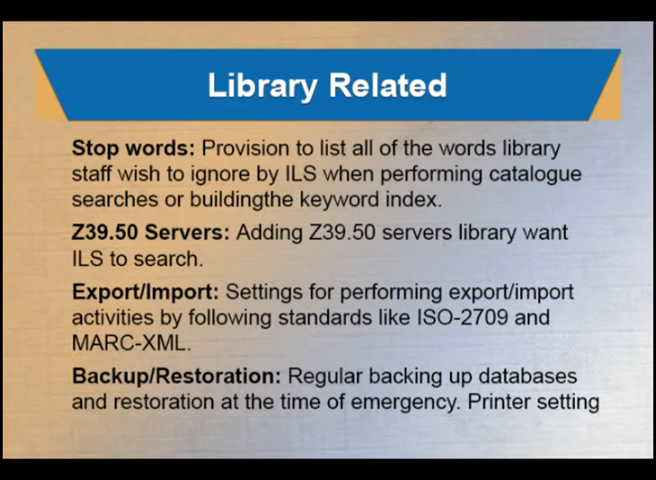 Library Related
Stop words: Provision to list all of the words library
staff wish to ignore by ILS when performing catalogue
searches or buildingthe keyword index.
Z39.50 Servers: Adding Z39.50 servers library want
ILS to search.
Export/Import: Settings for performing export/import
activities by following standards like ISO-2709 and
MARC-XML.
Backup/Restoration: Regular backing up databases
and restoration at the time of emergency. Printer setting